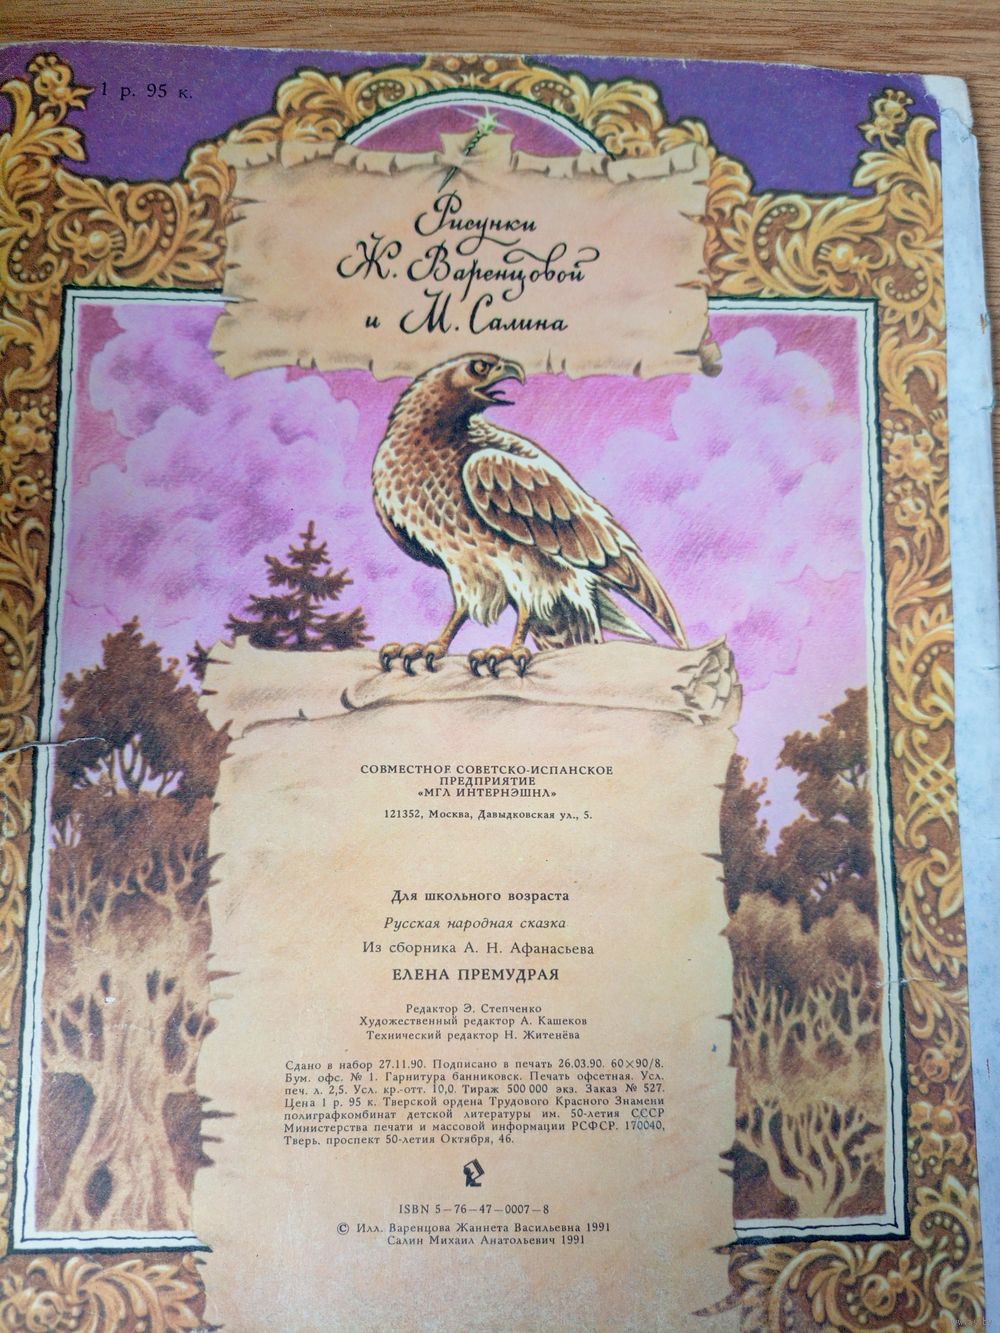 1 р. 95 к.
Рисунки
Ж. Варенцовой
и М. Салина
СОВМЕСТНОЕ СОВЕТСКО-ИСПАНСКОЕ
ПРЕДПРИЯТИЕ
«МГЛ ИНТЕРНЭШНЛ»
121352, Москва, Давыдковская ул., 5.
Для школьного возраста
Русская народная сказка
Из сборника А. Н. Афанасьева
ЕЛЕНА ПРЕМУДРАЯ
Редактор Э. Степченко
Художественный редактор А. Кашеков
Технический редактор Н. Житенёва
Сдано в набор 27.11.90. Подписано в печать 26.03.90. 60×90/8.
Бум. офс. № 1. Гарнитура банниковск. Печать офсетная. Усл.
печ. л. 2,5. Усл. кр.-отт. 10,0. Тираж 500 000 экз. Заказ № 527.
Цена 1 р. 95 к. Тверской ордена Трудового Красного Знамени
полиграфкомбинат детской литературы им. 50-летия СССР
Министерства печати и массовой информации РСФСР. 170040,
Тверь. проспект 50-летия Октября, 46.
ISBN 5–76–47–0007–8
© Илл. Варенцова Жаннета Васильевна 1991
Салин Михаил Анатольевич 1991